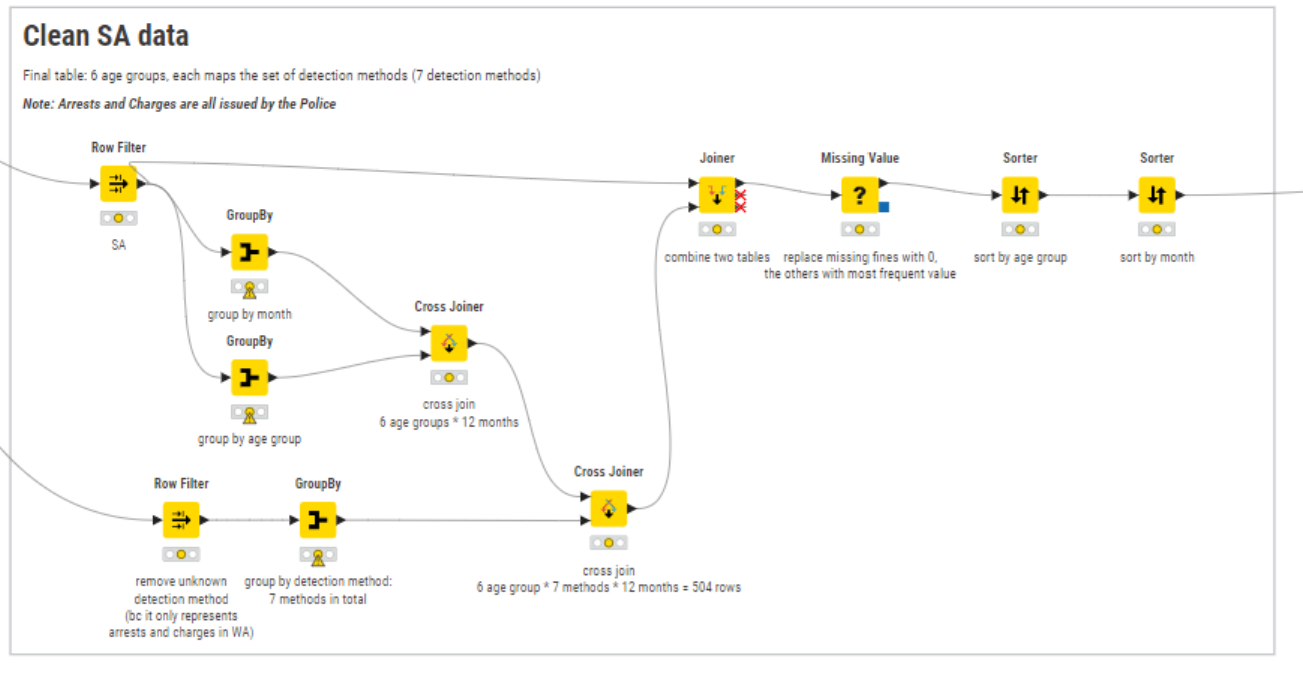 Clean SA data
Final table: 6 age groups, each maps the set of detection methods (7 detection methods)
Note: Arrests and Charges are all issued by the Police
Row Filter
SA
GroupBy
group by month
GroupBy
group by age group
Cross Joiner
cross join
6 age groups * 12 months
Row Filter
remove unknown
detection method
(bc it only represents
arrests and charges in WA)
GroupBy
group by detection method:
7 methods in total
Cross Joiner
cross join
6 age group * 7 methods * 12 months = 504 rows
Joiner
combine two tables
Missing Value
?
replace missing fines with 0,
the others with most frequent value
Sorter
sort by age group
Sorter
sort by month